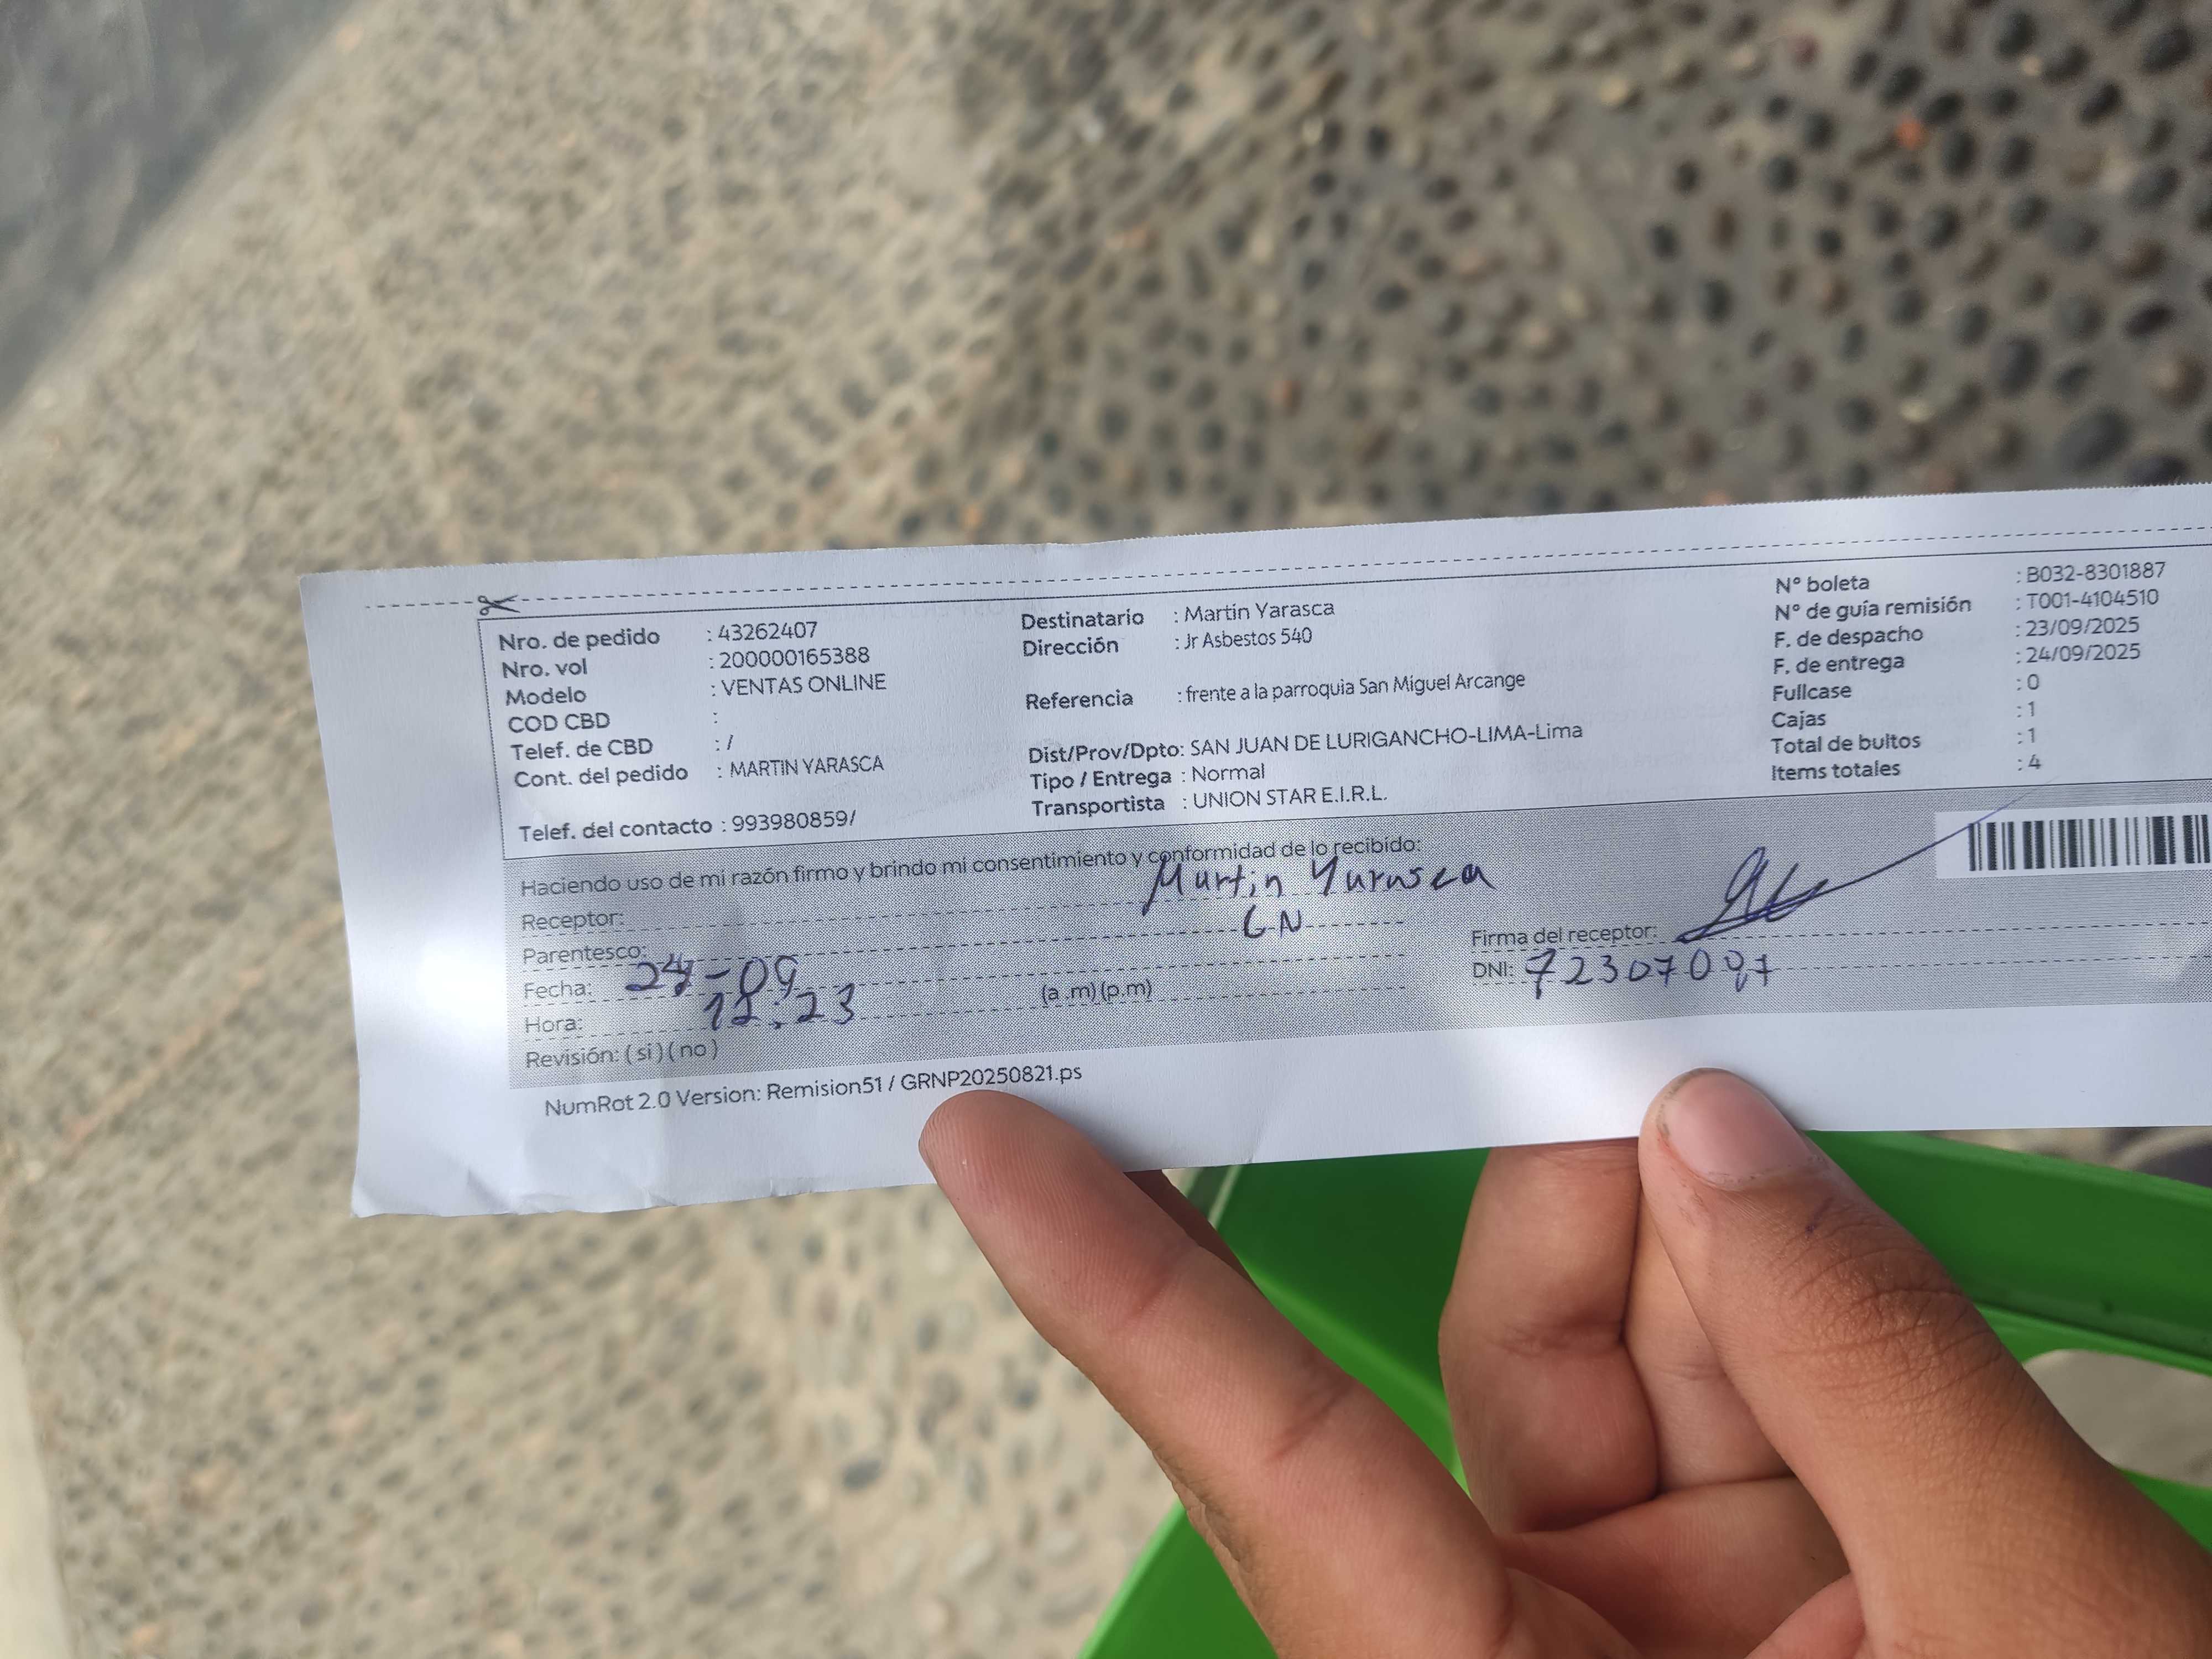 Nro. de pedido : 43262407
Nro. vol : 200000165388
Modelo : VENTAS ONLINE
COD CBD :
Telef. de CBD : /
Cont. del pedido : MARTIN YARASCA
Telef. del contacto : 993980859/
Destinatario : Martin Yarasca
Dirección : Jr Asbestos 540
Referencia : frente a la parroquia San Miguel Arcange
Dist/Prov/Dpto: SAN JUAN DE LURIGANCHO-LIMA-Lima
Tipo / Entrega : Normal
Transportista : UNION STAR E.I.R.L.
N° boleta : B032-8301887
N° de guía remisión : T001-4104510
F. de despacho : 23/09/2025
F. de entrega : 24/09/2025
Fullcase : 0
Cajas : 1
Total de bultos : 1
Items totales : 4
Haciendo uso de mi razón firmo y brindo mi consentimiento y conformidad de lo recibido:
Receptor: Martin Yarasca
Parentesco:
Fecha: 24-09
Hora: 12:23 (a .m) (p.m)
Revisión: ( si ) ( no )
Firma del receptor:
DNI:
NumRot 2.0 Version: Remision51 / GRNP20250821.ps